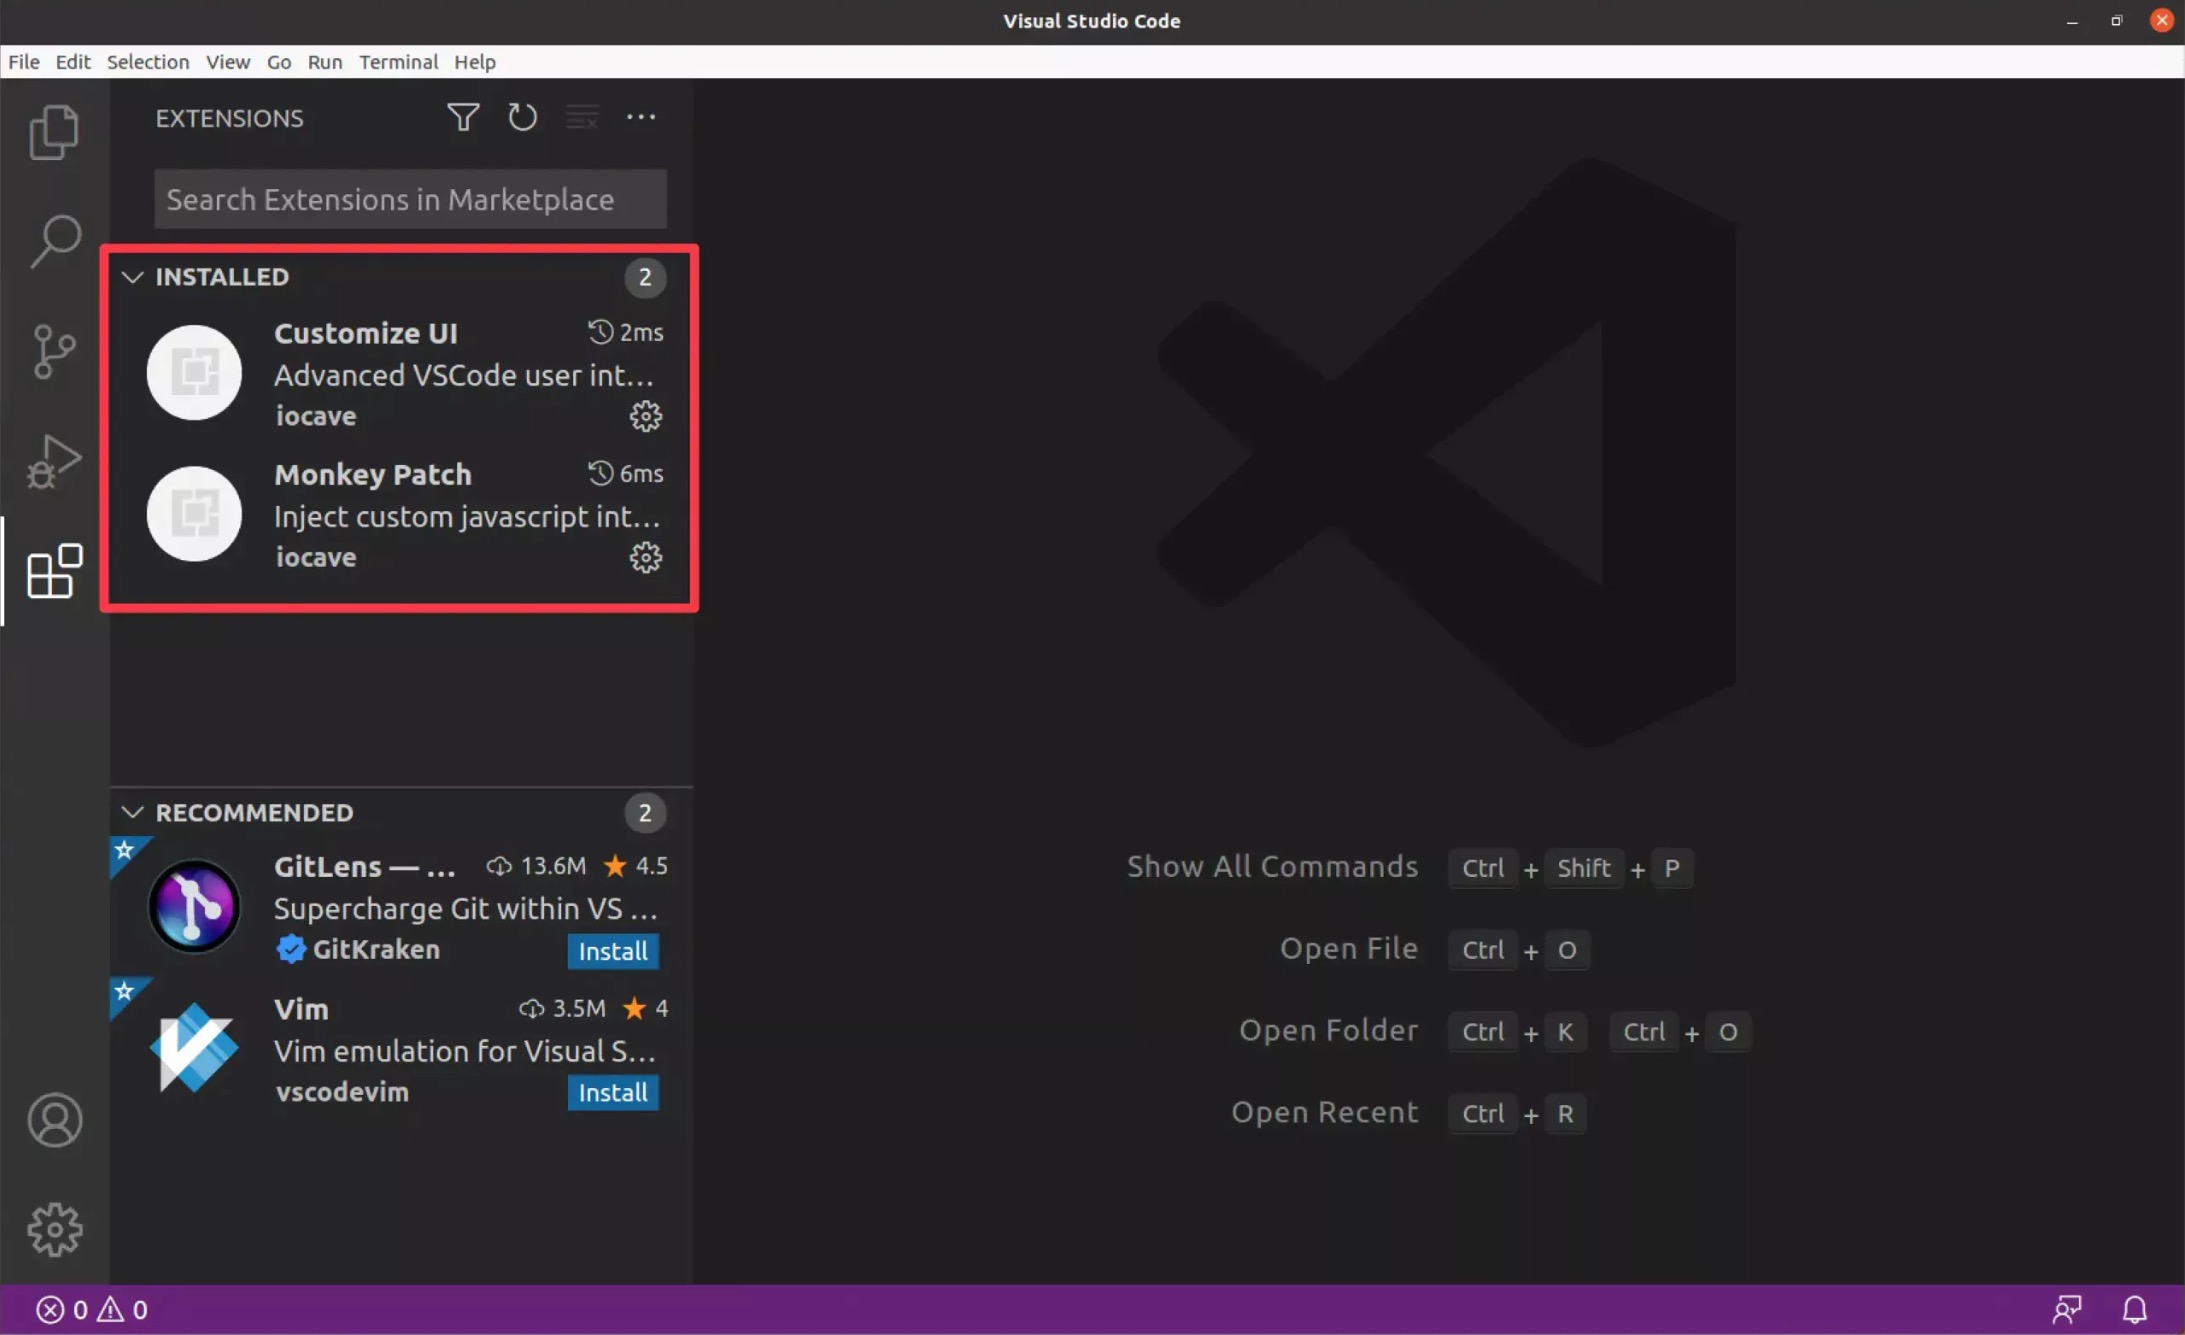 Visual Studio Code
File Edit Selection View Go Run Terminal Help
EXTENSIONS
Search Extensions in Marketplace
INSTALLED 2
Customize UI 2ms
Advanced VSCode user int...
iocave
Monkey Patch 6ms
Inject custom javascript int...
iocave
RECOMMENDED 2
GitLens — ... 13.6M 4.5
Supercharge Git within VS ...
GitKraken Install
Vim 3.5M 4
Vim emulation for Visual S...
vscodevim Install
Show All Commands Ctrl + Shift + P
Open File Ctrl + O
Open Folder Ctrl + K Ctrl + O
Open Recent Ctrl + R
0 0